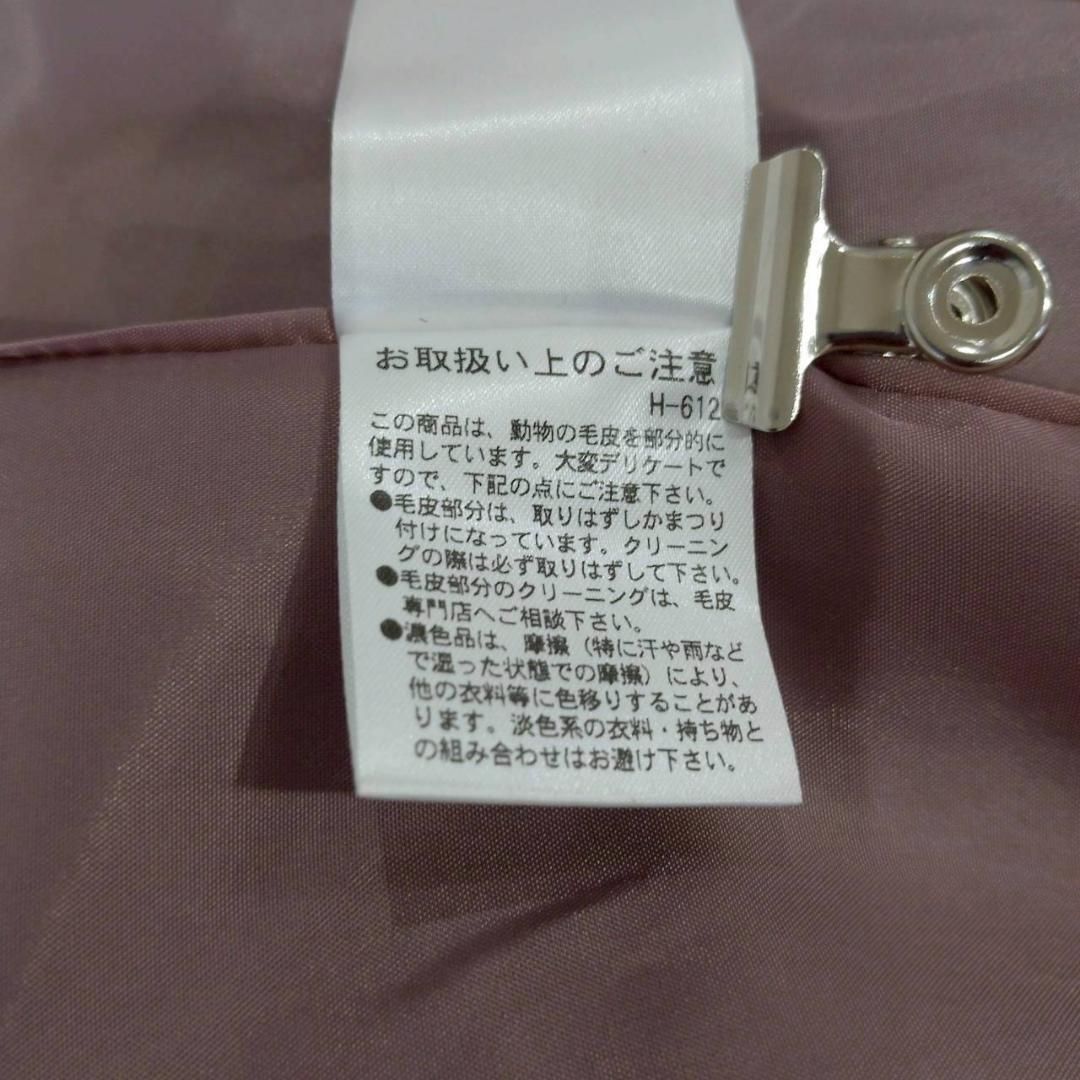 お取扱い上のご注意
H-612
この商品は、動物の毛皮を部分的に
使用しています。大変デリケートで
すので、下記の点にご注意下さい。
●毛皮部分は、取りはずしかまつり
付けになっています。クリーニン
グの際は必ず取りはずして下さい。
●毛皮部分のクリーニングは、毛皮
専門店へご相談下さい。
●濃色品は、摩擦（特に汗や雨など
で湿った状態での摩擦）により、
他の衣料等に色移りすることがあ
ります。淡色系の衣料・持ち物と
の組み合わせはお避け下さい。